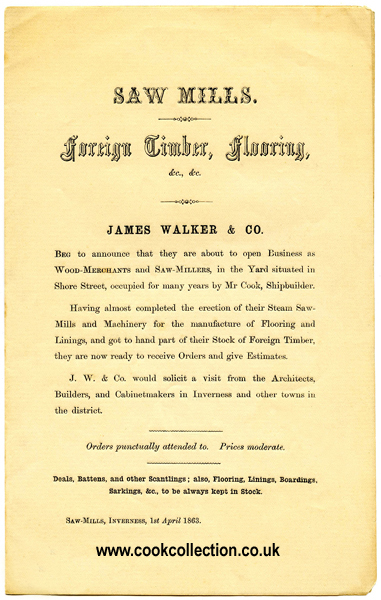 SAW MILLS.
Foreign Timber, Flooring,
&c., &c.
JAMES WALKER & CO.
BEG to announce that they are about to open Business as
WOOD-MERCHANTS and SAW-MILLERS, in the Yard situated in
Shore Street, occupied for many years by Mr Cook, Shipbuilder.
Having almost completed the erection of their Steam Saw-
Mills and Machinery for the manufacture of Flooring and
Linings, and got to hand part of their Stock of Foreign Timber,
they are now ready to receive Orders and give Estimates.
J. W. & Co. would solicit a visit from the Architects,
Builders, and Cabinetmakers in Inverness and other towns in
the district.
Orders punctually attended to. Prices moderate.
Deals, Battens, and other Scantlings; also, Flooring, Linings, Boardings,
Sarkings, &c., to be always kept in Stock.
SAW-MILLS, INVERNESS, 1st April 1863.
www.cookcollection.co.uk